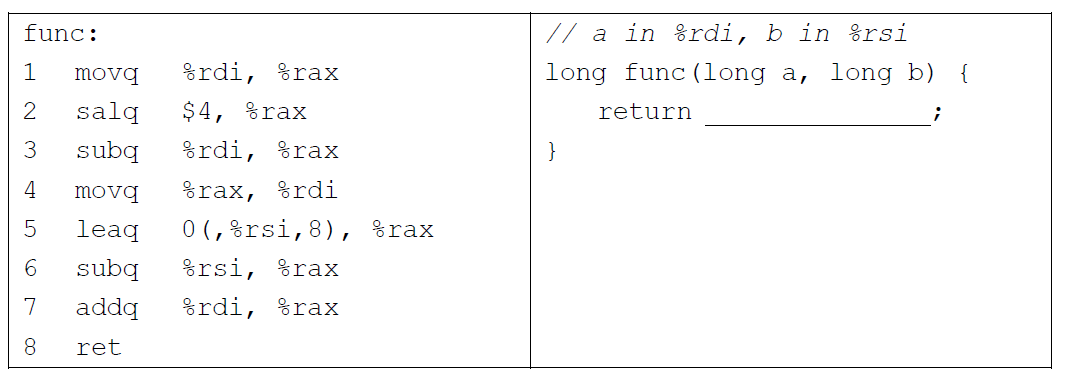 func:
1 movq %rdi, %rax
2 salq $4, %rax
3 subq %rdi, %rax
4 movq %rax, %rdi
5 leaq 0(,%rsi,8), %rax
6 subq %rsi, %rax
7 addq %rdi, %rax
8 ret
// a in %rdi, b in %rsi
long func(long a, long b) {
return _______________;
}